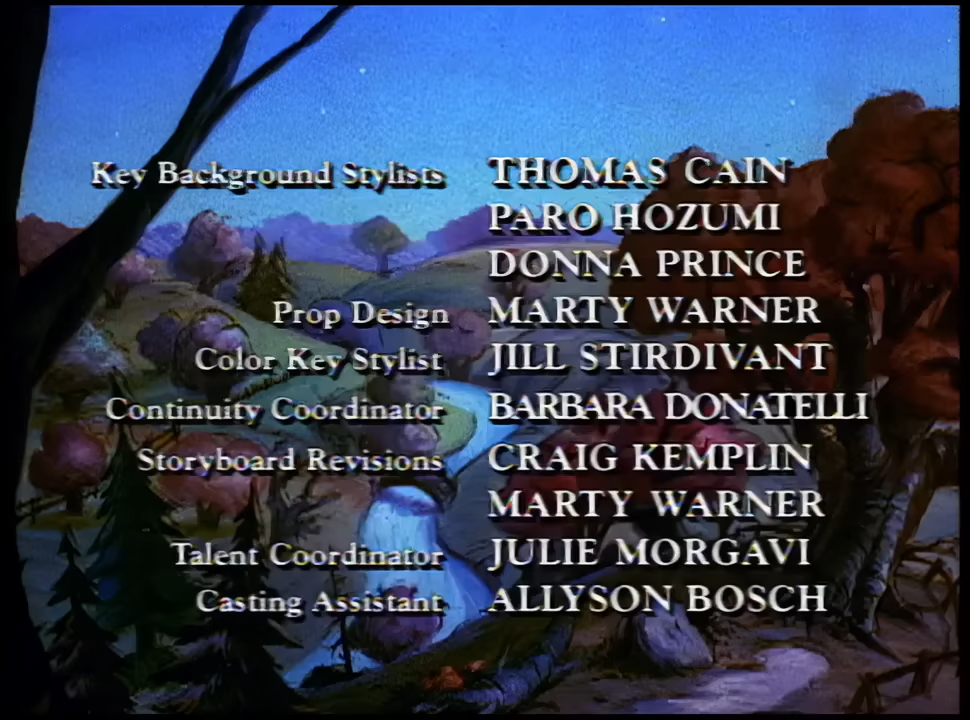 Key Background Stylists THOMAS CAIN
PARO HOZUMI
DONNA PRINCE
Prop Design MARTY WARNER
Color Key Stylist JILL STIRDIVANT
Continuity Coordinator BARBARA DONATELLI
Storyboard Revisions CRAIG KEMPLIN
MARTY WARNER
Talent Coordinator JULIE MORGAVI
Casting Assistant ALLYSON BOSCH